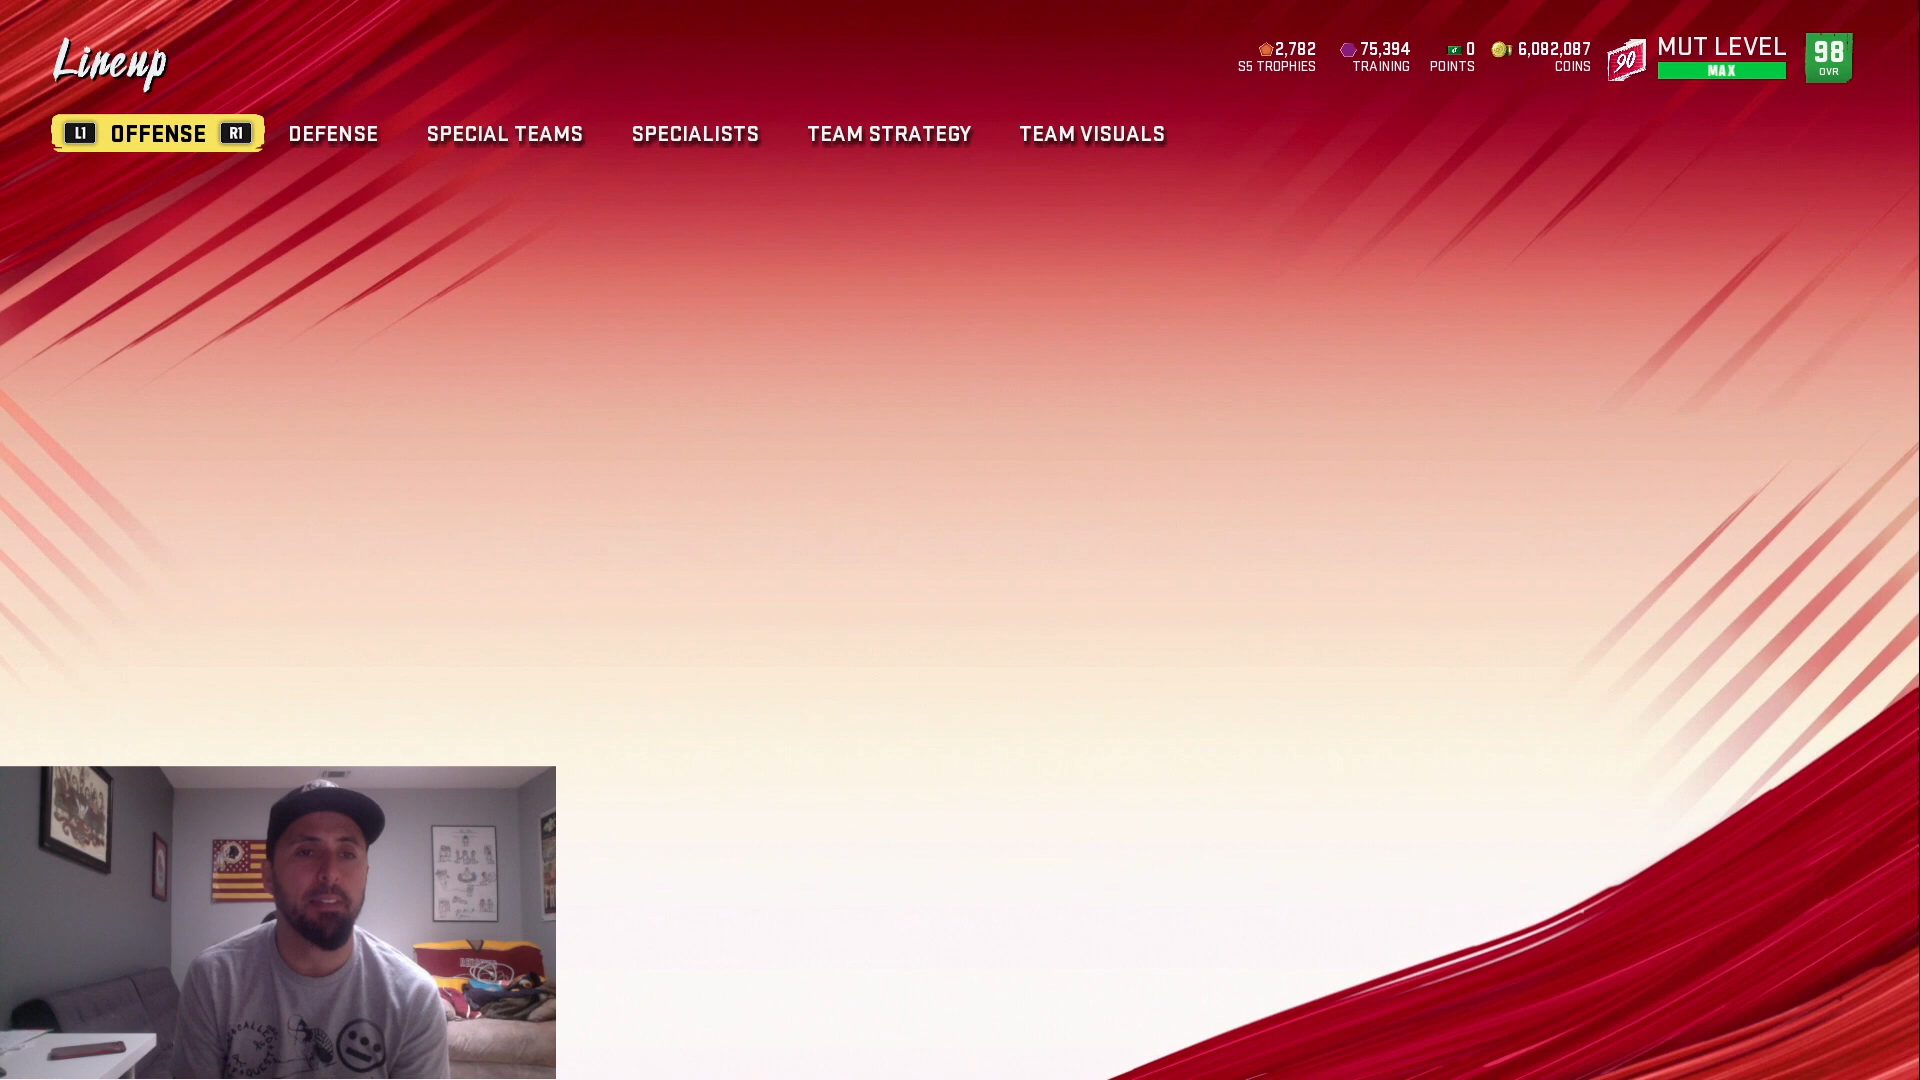 Lineup
2,782
S5 TROPHIES
75,394
TRAINING
0
POINTS
6,082,087
COINS
90
MUT LEVEL
MAX
98
OVR
L1 OFFENSE R1 DEFENSE SPECIAL TEAMS SPECIALISTS TEAM STRATEGY TEAM VISUALS